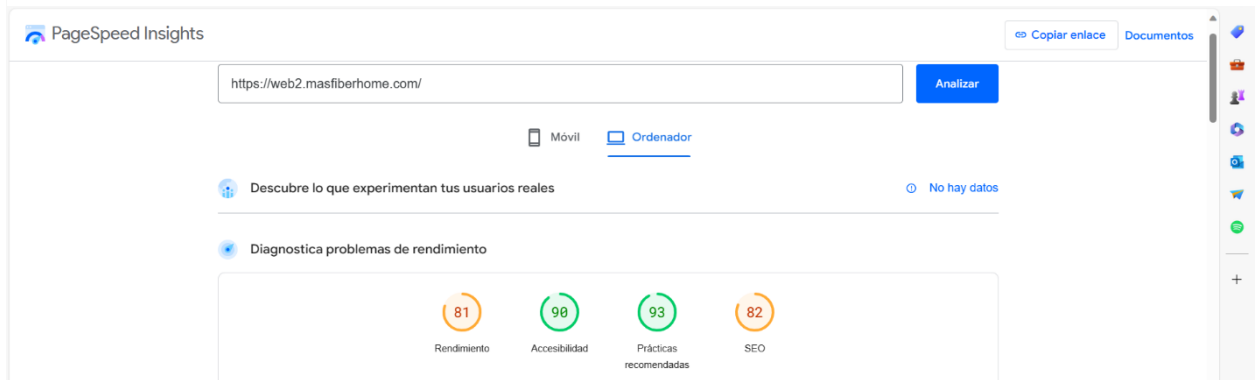 PageSpeed Insights
Copiar enlace
Documentos
https://web2.masfiberhome.com/
Analizar
Móvil
Ordenador
Descubre lo que experimentan tus usuarios reales
No hay datos
Diagnostica problemas de rendimiento
81
90
93
82
Rendimiento
Accesibilidad
Prácticas
recomendadas
SEO